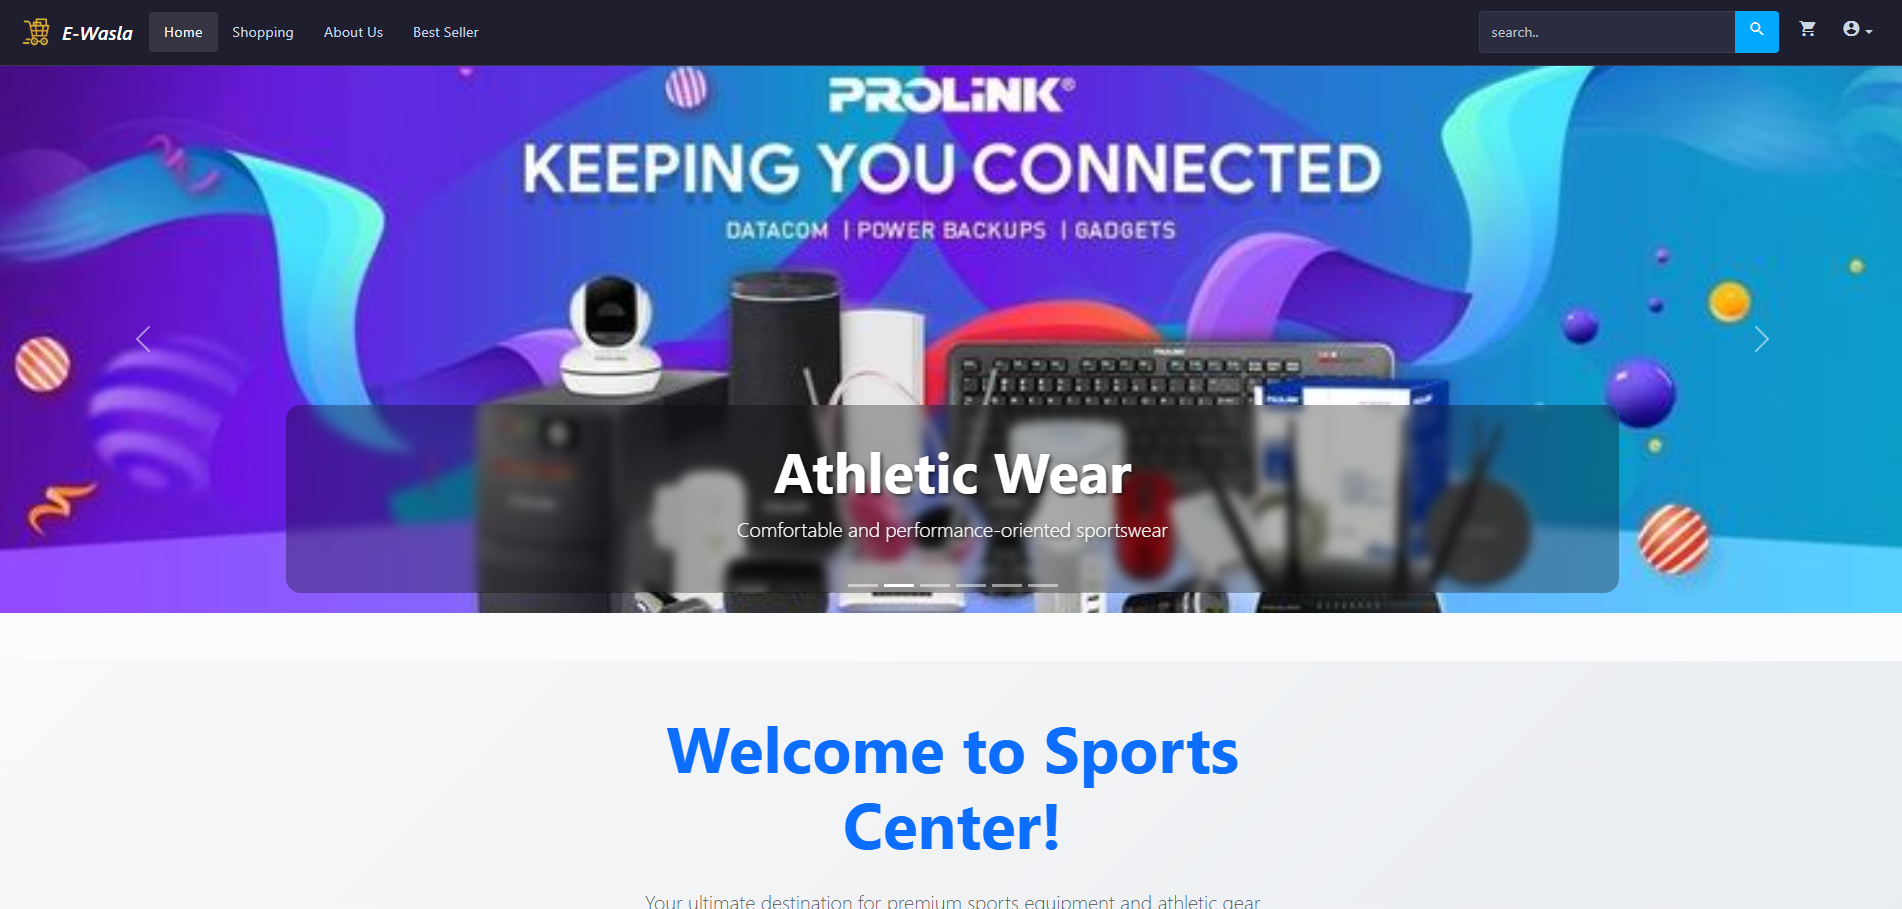 E-Wasla
Home
Shopping
About Us
Best Seller
search..
PROLiNK®
KEEPING YOU CONNECTED
DATACOM | POWER BACKUPS | GADGETS
Athletic Wear
Comfortable and performance-oriented sportswear
Welcome to Sports
Center!
Your ultimate destination for premium sports equipment and athletic gear